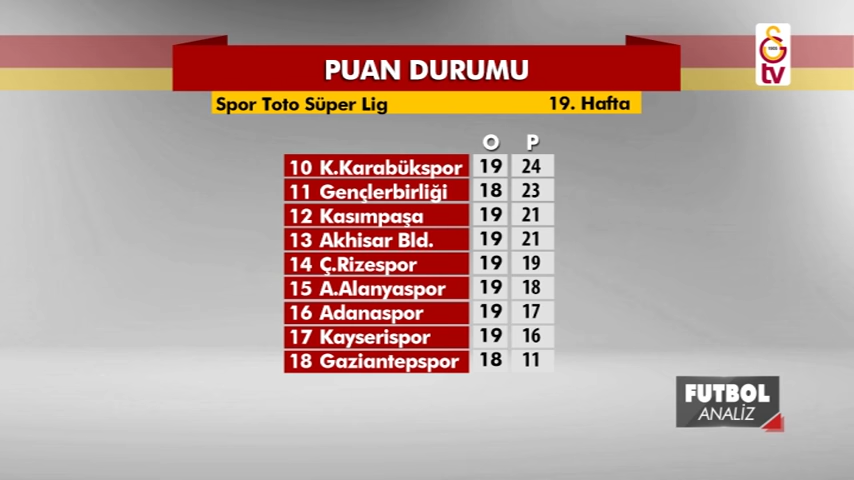 PUAN DURUMU
Spor Toto Süper Lig 19. Hafta
O P
10 K.Karabükspor 19 24
11 Gençlerbirliği 18 23
12 Kasımpaşa 19 21
13 Akhisar Bld. 19 21
14 Ç.Rizespor 19 19
15 A.Alanyaspor 19 18
16 Adanaspor 19 17
17 Kayserispor 19 16
18 Gaziantepspor 18 11
tv
FUTBOL
ANALİZ